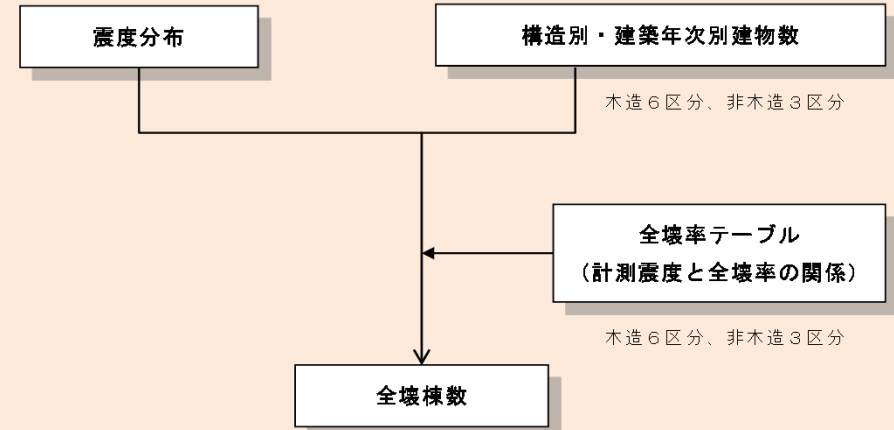 震度分布
構造別・建築年次別建物数
木造６区分、非木造３区分
全壊率テーブル
（計測震度と全壊率の関係）
木造６区分、非木造３区分
全壊棟数